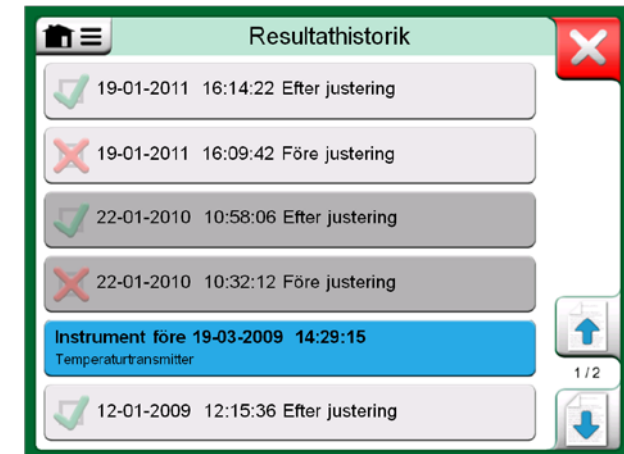 Resultathistorik
19-01-2011 16:14:22 Efter justering
19-01-2011 16:09:42 Före justering
22-01-2010 10:58:06 Efter justering
22-01-2010 10:32:12 Före justering
Instrument före 19-03-2009 14:29:15
Temperaturtransmitter
1 / 2
12-01-2009 12:15:36 Efter justering